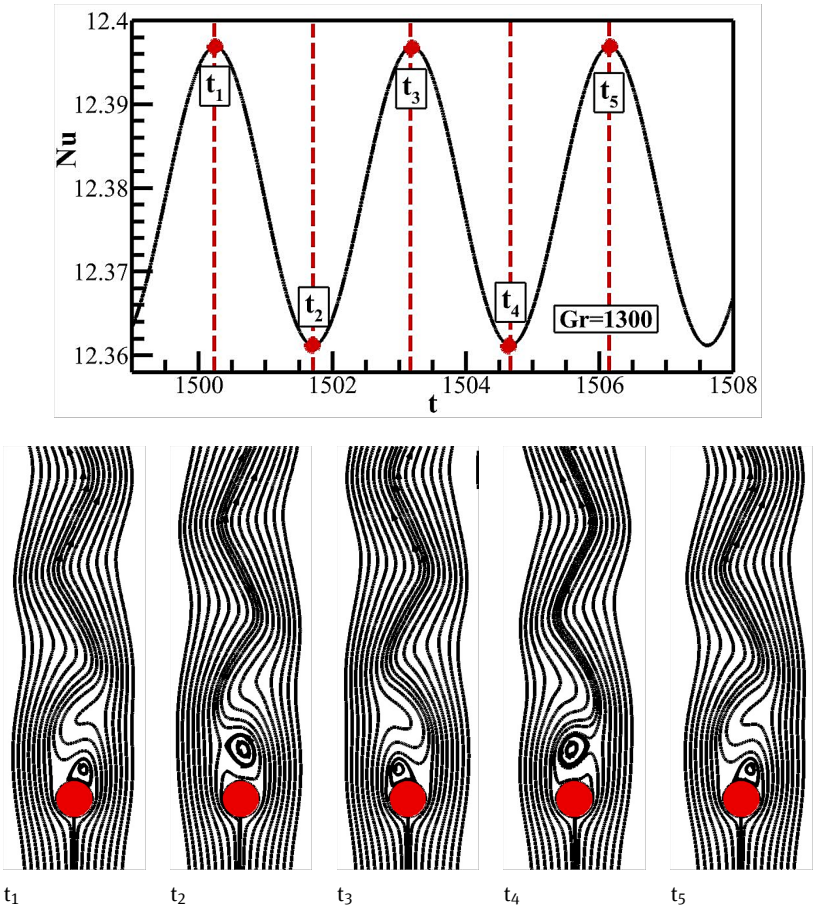 12.4
12.39
12.38
12.37
12.36
Nu
t₁
t₃
t₅
t₂
t₄
Gr=1300
1500 1502 1504 1506 1508
t
t₁ t₂ t₃ t₄ t₅